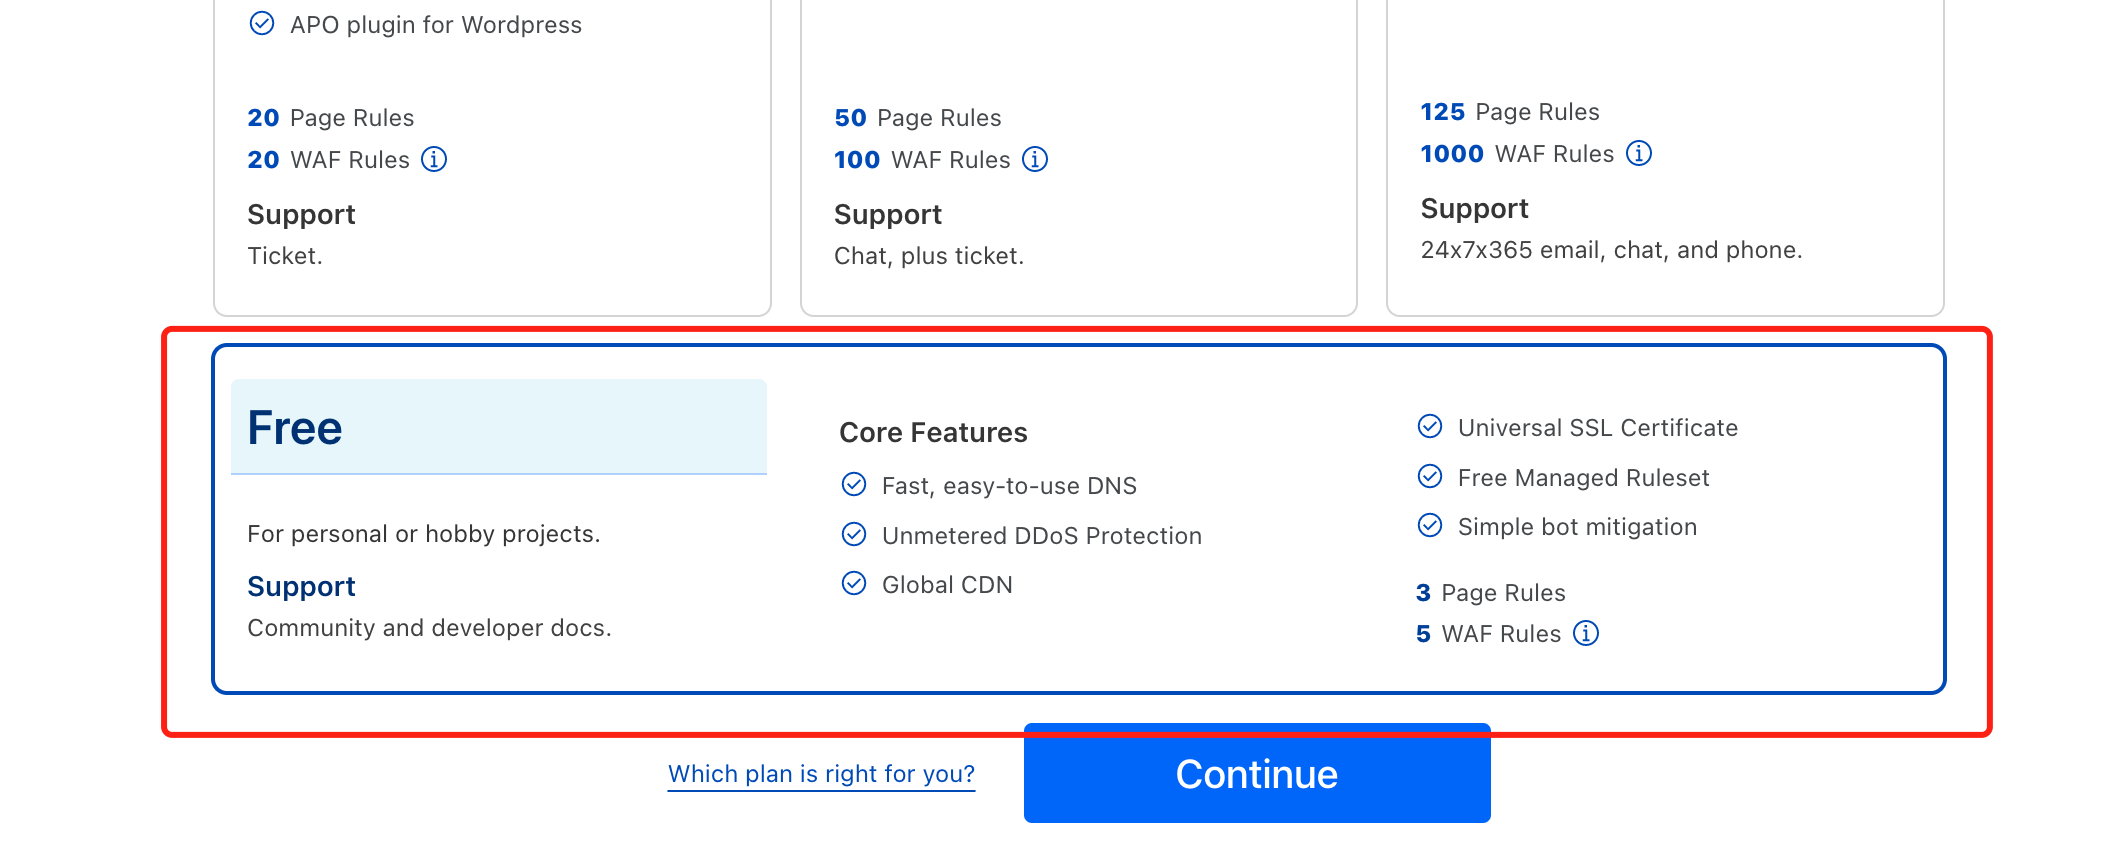 APO plugin for Wordpress
20 Page Rules
20 WAF Rules
Support
Ticket.
50 Page Rules
100 WAF Rules
Support
Chat, plus ticket.
125 Page Rules
1000 WAF Rules
Support
24x7x365 email, chat, and phone.
Free
For personal or hobby projects.
Support
Community and developer docs.
Core Features
Fast, easy-to-use DNS
Unmetered DDoS Protection
Global CDN
Universal SSL Certificate
Free Managed Ruleset
Simple bot mitigation
3 Page Rules
5 WAF Rules
Which plan is right for you?
Continue